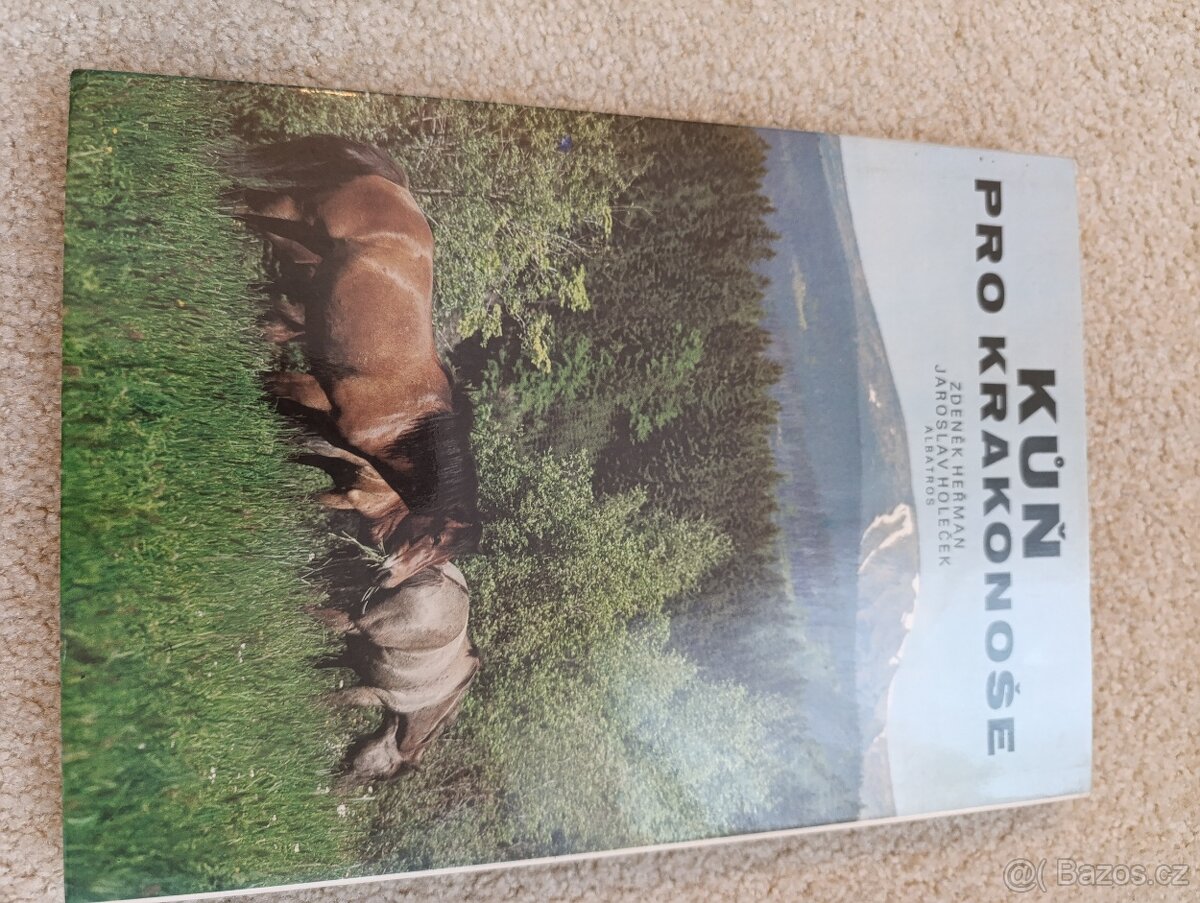 KŮŇ
PRO KRAKONOŠE
ZDENĚK HEŘMAN
JAROSLAV HOLEČEK
ALBATROS
@( Bazos.cz